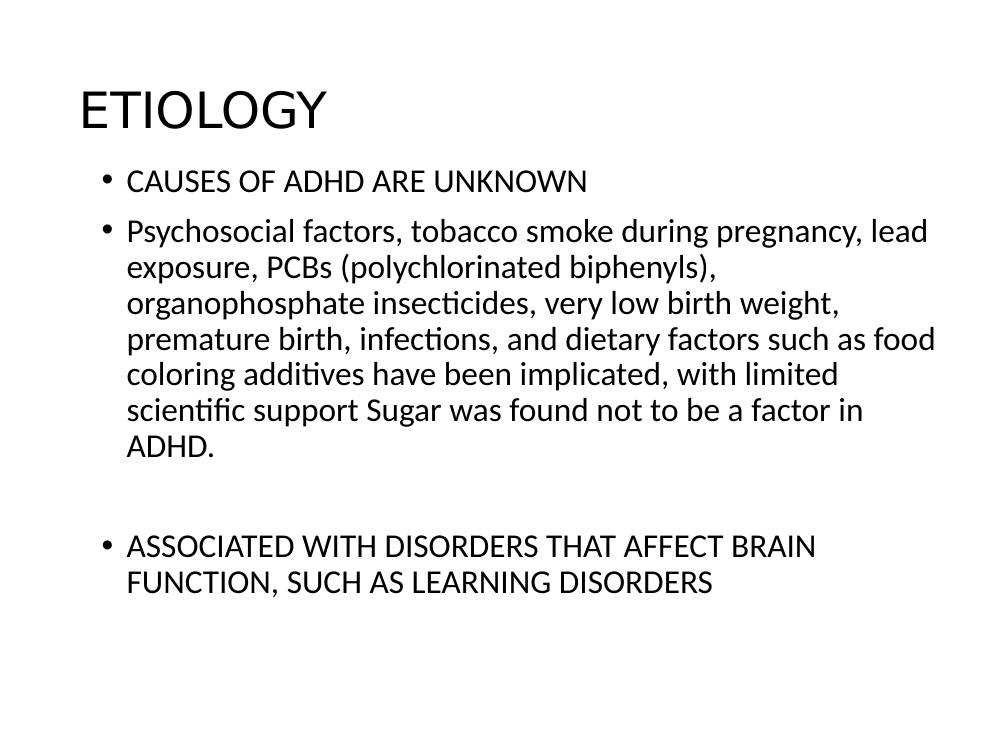 ETIOLOGY
• CAUSES OF ADHD ARE UNKNOWN
• Psychosocial factors, tobacco smoke during pregnancy, lead
exposure, PCBs (polychlorinated biphenyls),
organophosphate insecticides, very low birth weight,
premature birth, infections, and dietary factors such as food
coloring additives have been implicated, with limited
scientific support Sugar was found not to be a factor in
ADHD.
• ASSOCIATED WITH DISORDERS THAT AFFECT BRAIN
FUNCTION, SUCH AS LEARNING DISORDERS